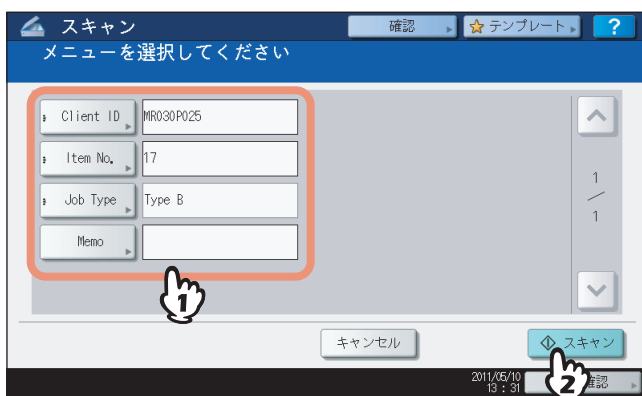 スキャン 確認 テンプレート ?
メニューを選択してください
Client ID MR030P025
Item No. 17
Job Type Type B
Memo
1
1
1
キャンセル スキャン
2
2011/05/10
13 : 31
確認